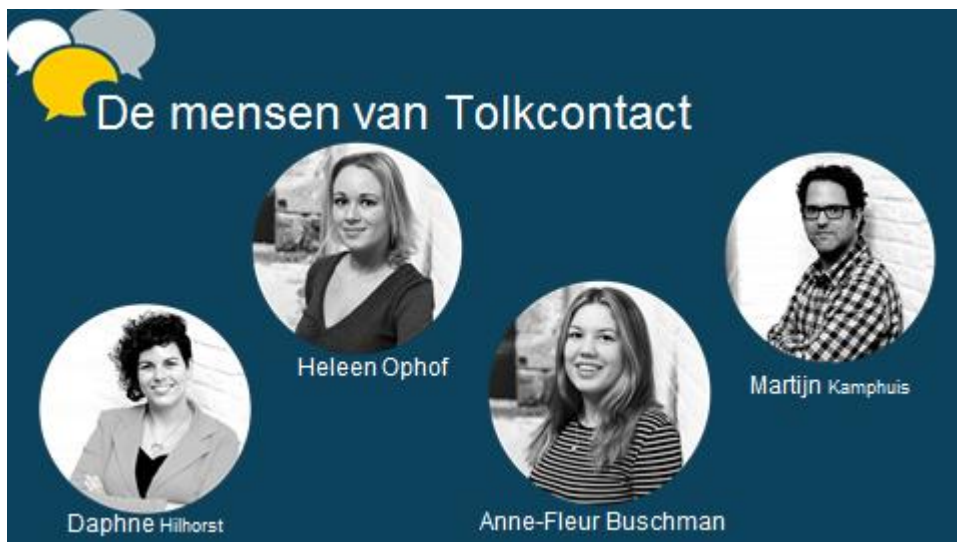 De mensen van Tolkcontact
Heleen Ophof
Martijn Kamphuis
Daphne Hilhorst
Anne-Fleur Buschman